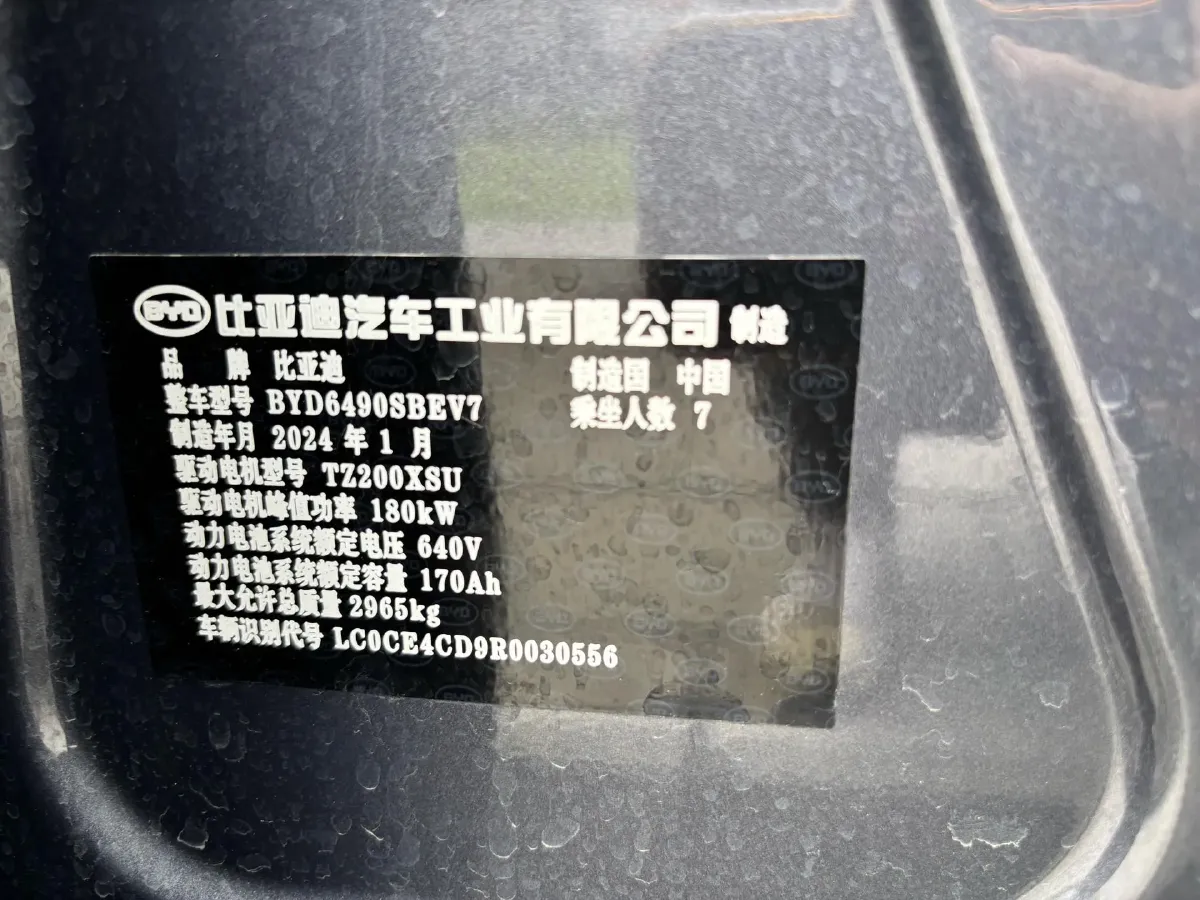 BYD 比亚迪汽车工业有限公司 制造
品 牌 比亚迪 制造国 中国
整车型号 BYD6490SBEV7 乘坐人数 7
制造年月 2024 年 1 月
驱动电机型号 TZ200XSU
驱动电机峰值功率 180kW
动力电池系统额定电压 640V
动力电池系统额定容量 170Ah
最大允许总质量 2965kg
车辆识别代号 LC0CE4CD9R0030556